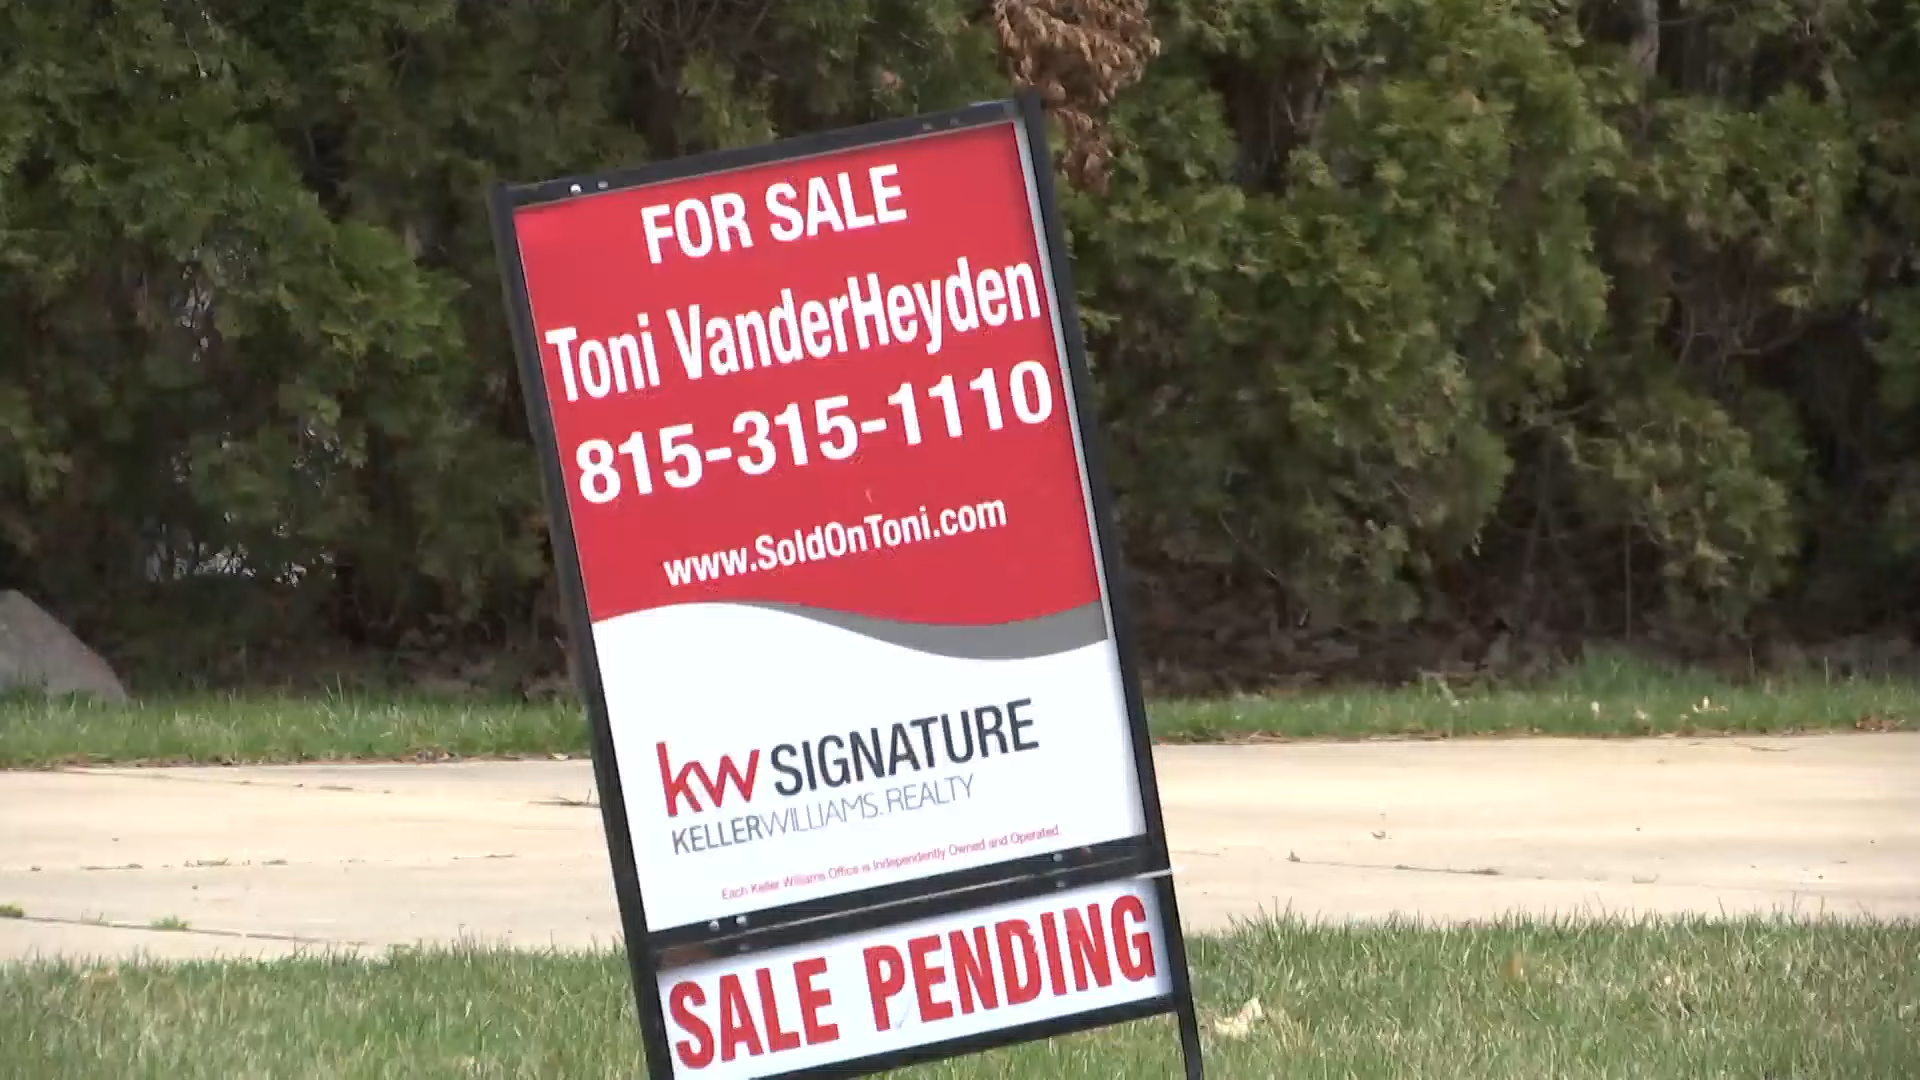 FOR SALE
Toni VanderHeyden
815-315-1110
www.SoldOnToni.com
kw SIGNATURE
KELLERWILLIAMS. REALTY
Each Keller Williams Office is Independently Owned and Operated.
SALE PENDING